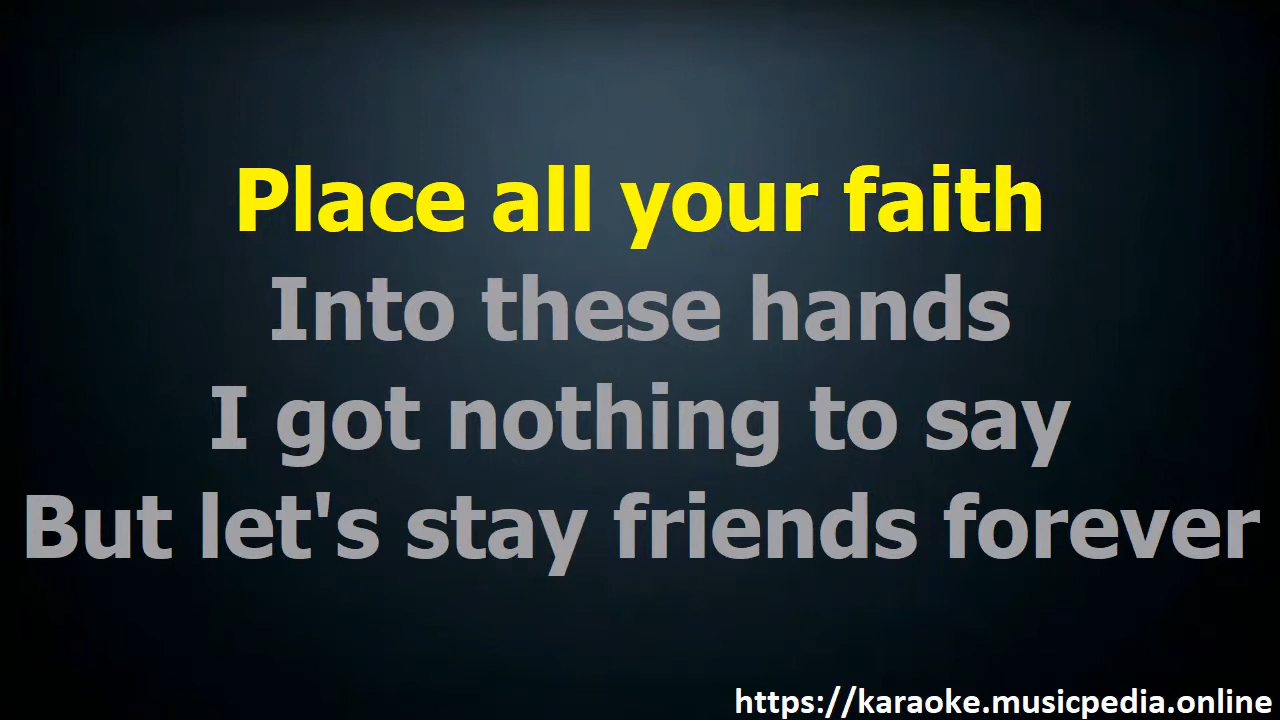 Place all your faith
Into these hands
I got nothing to say
But let's stay friends forever
https://karaoke.musicpedia.online